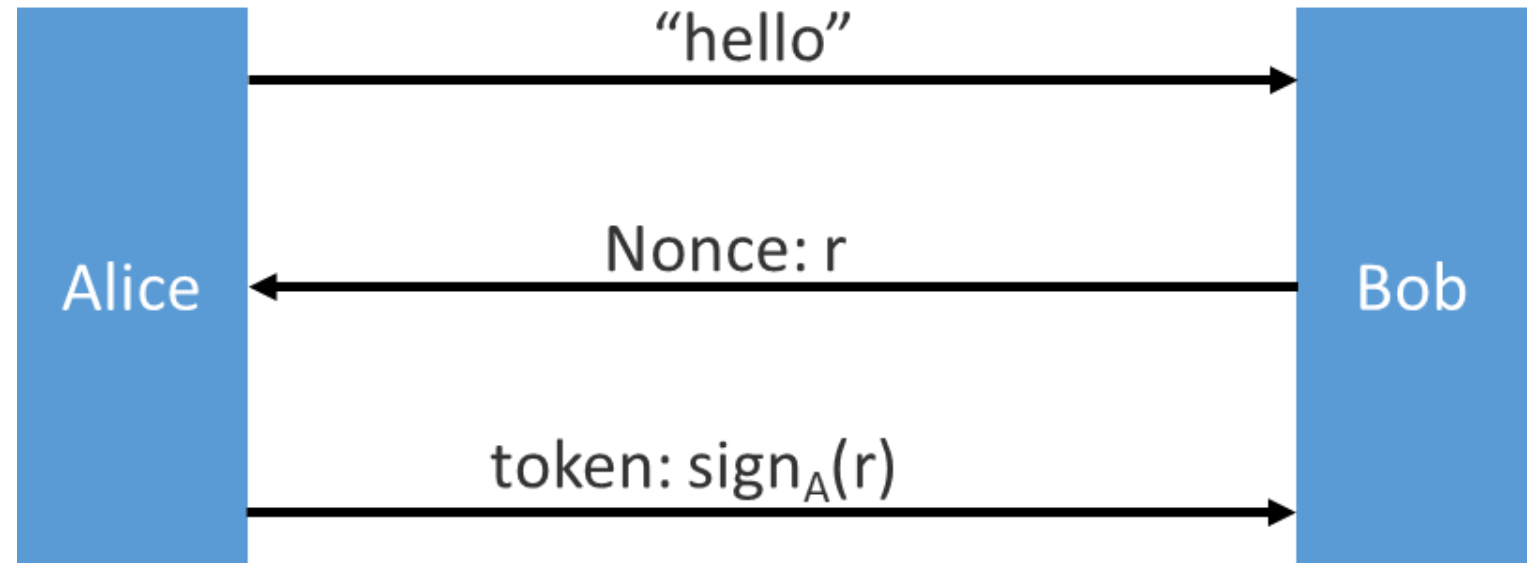 “hello”
Nonce: r
Alice
Bob
token: signA(r)